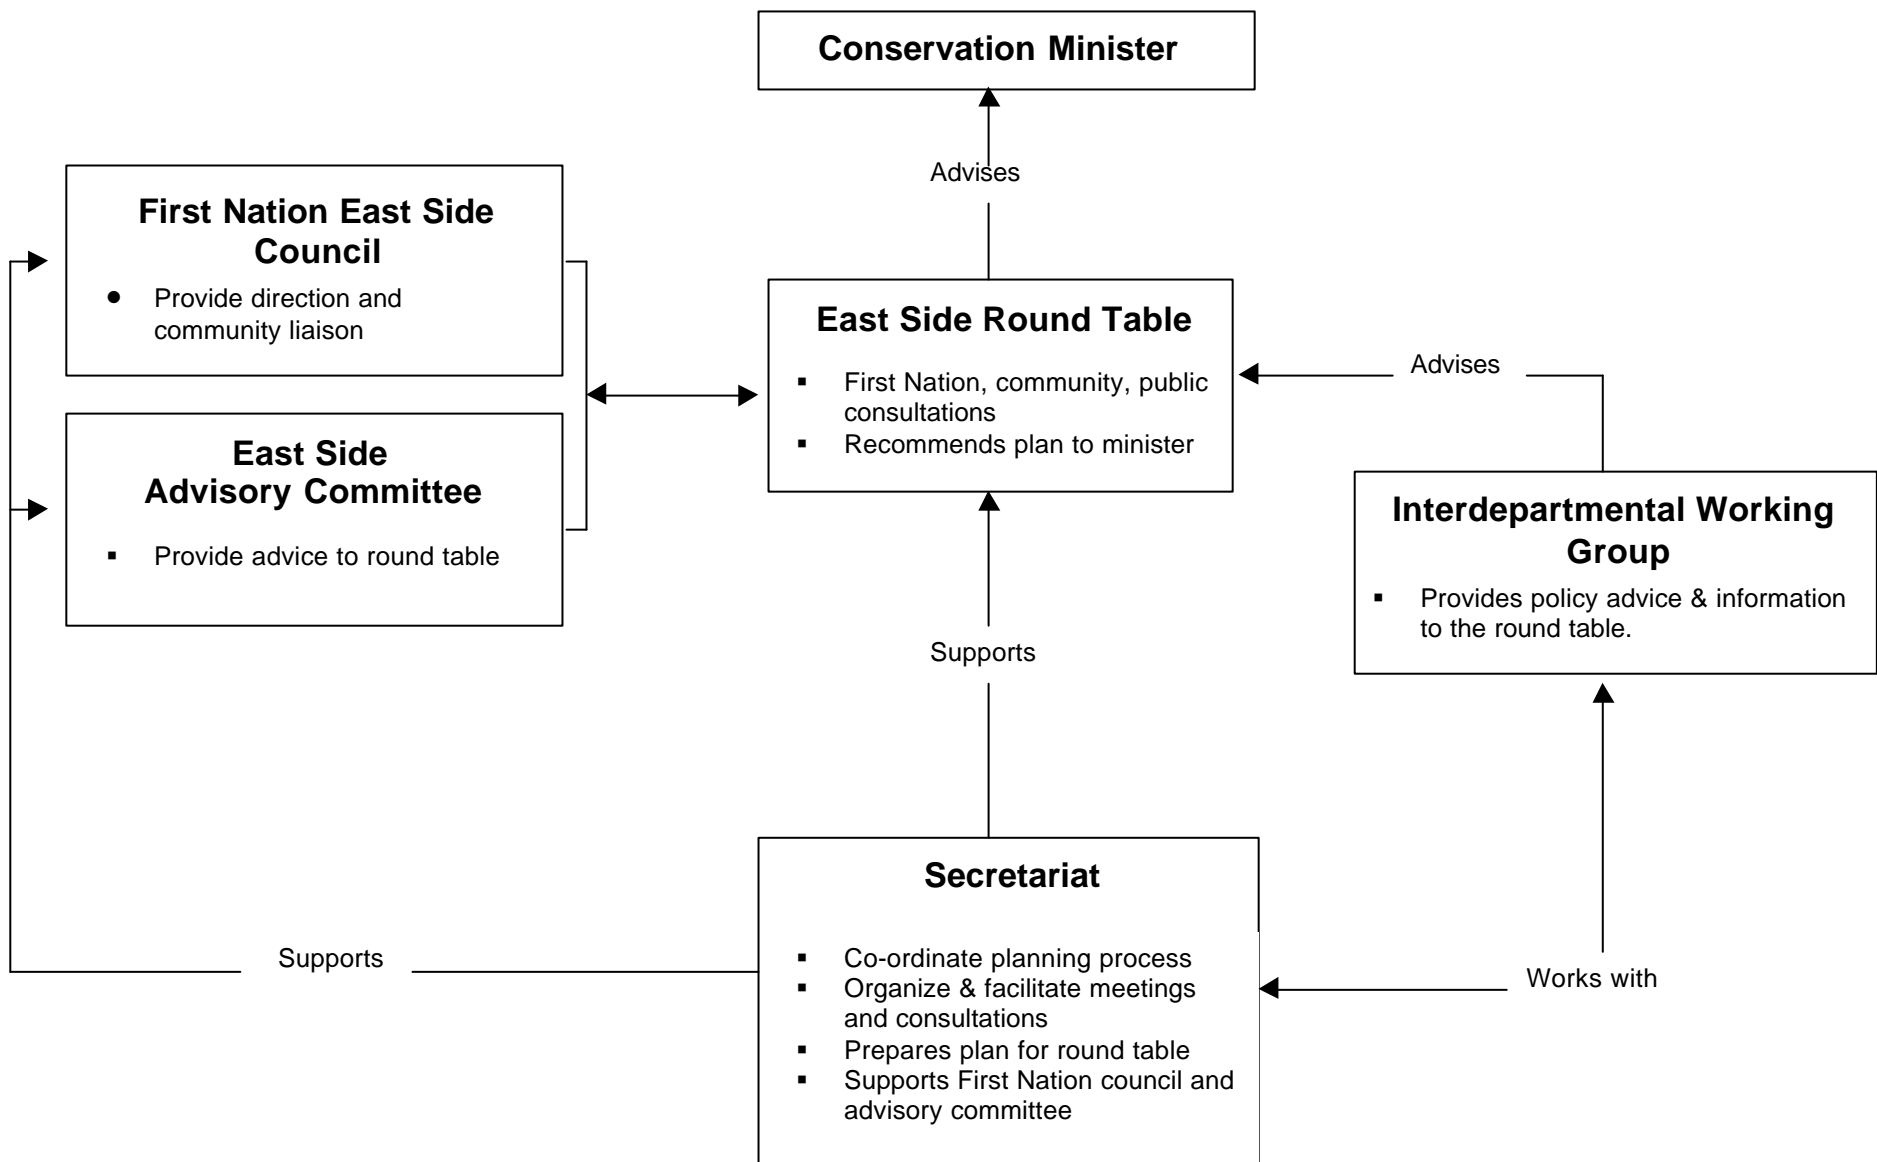 Conservation Minister
Advises
First Nation East Side
Council
● Provide direction and
community liaison
East Side Round Table
▪ First Nation, community, public
consultations
▪ Recommends plan to minister
Advises
East Side
Advisory Committee
▪ Provide advice to round table
Interdepartmental Working
Group
▪ Provides policy advice & information
to the round table.
Supports
Secretariat
▪ Co-ordinate planning process
▪ Organize & facilitate meetings
and consultations
▪ Prepares plan for round table
▪ Supports First Nation council and
advisory committee
Supports
Works with